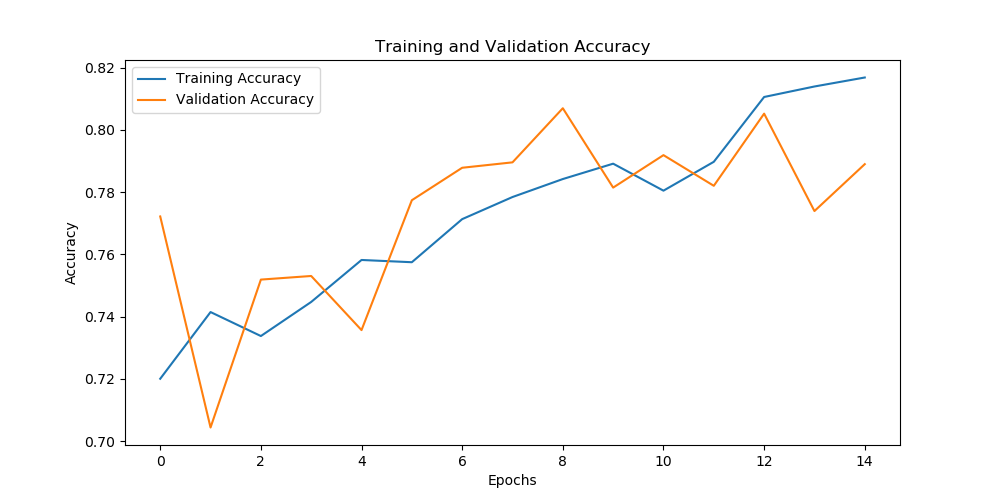 Training and Validation Accuracy
Training Accuracy
Validation Accuracy
0.82
0.80
0.78
0.76
0.74
0.72
0.70
Accuracy
0 2 4 6 8 10 12 14
Epochs